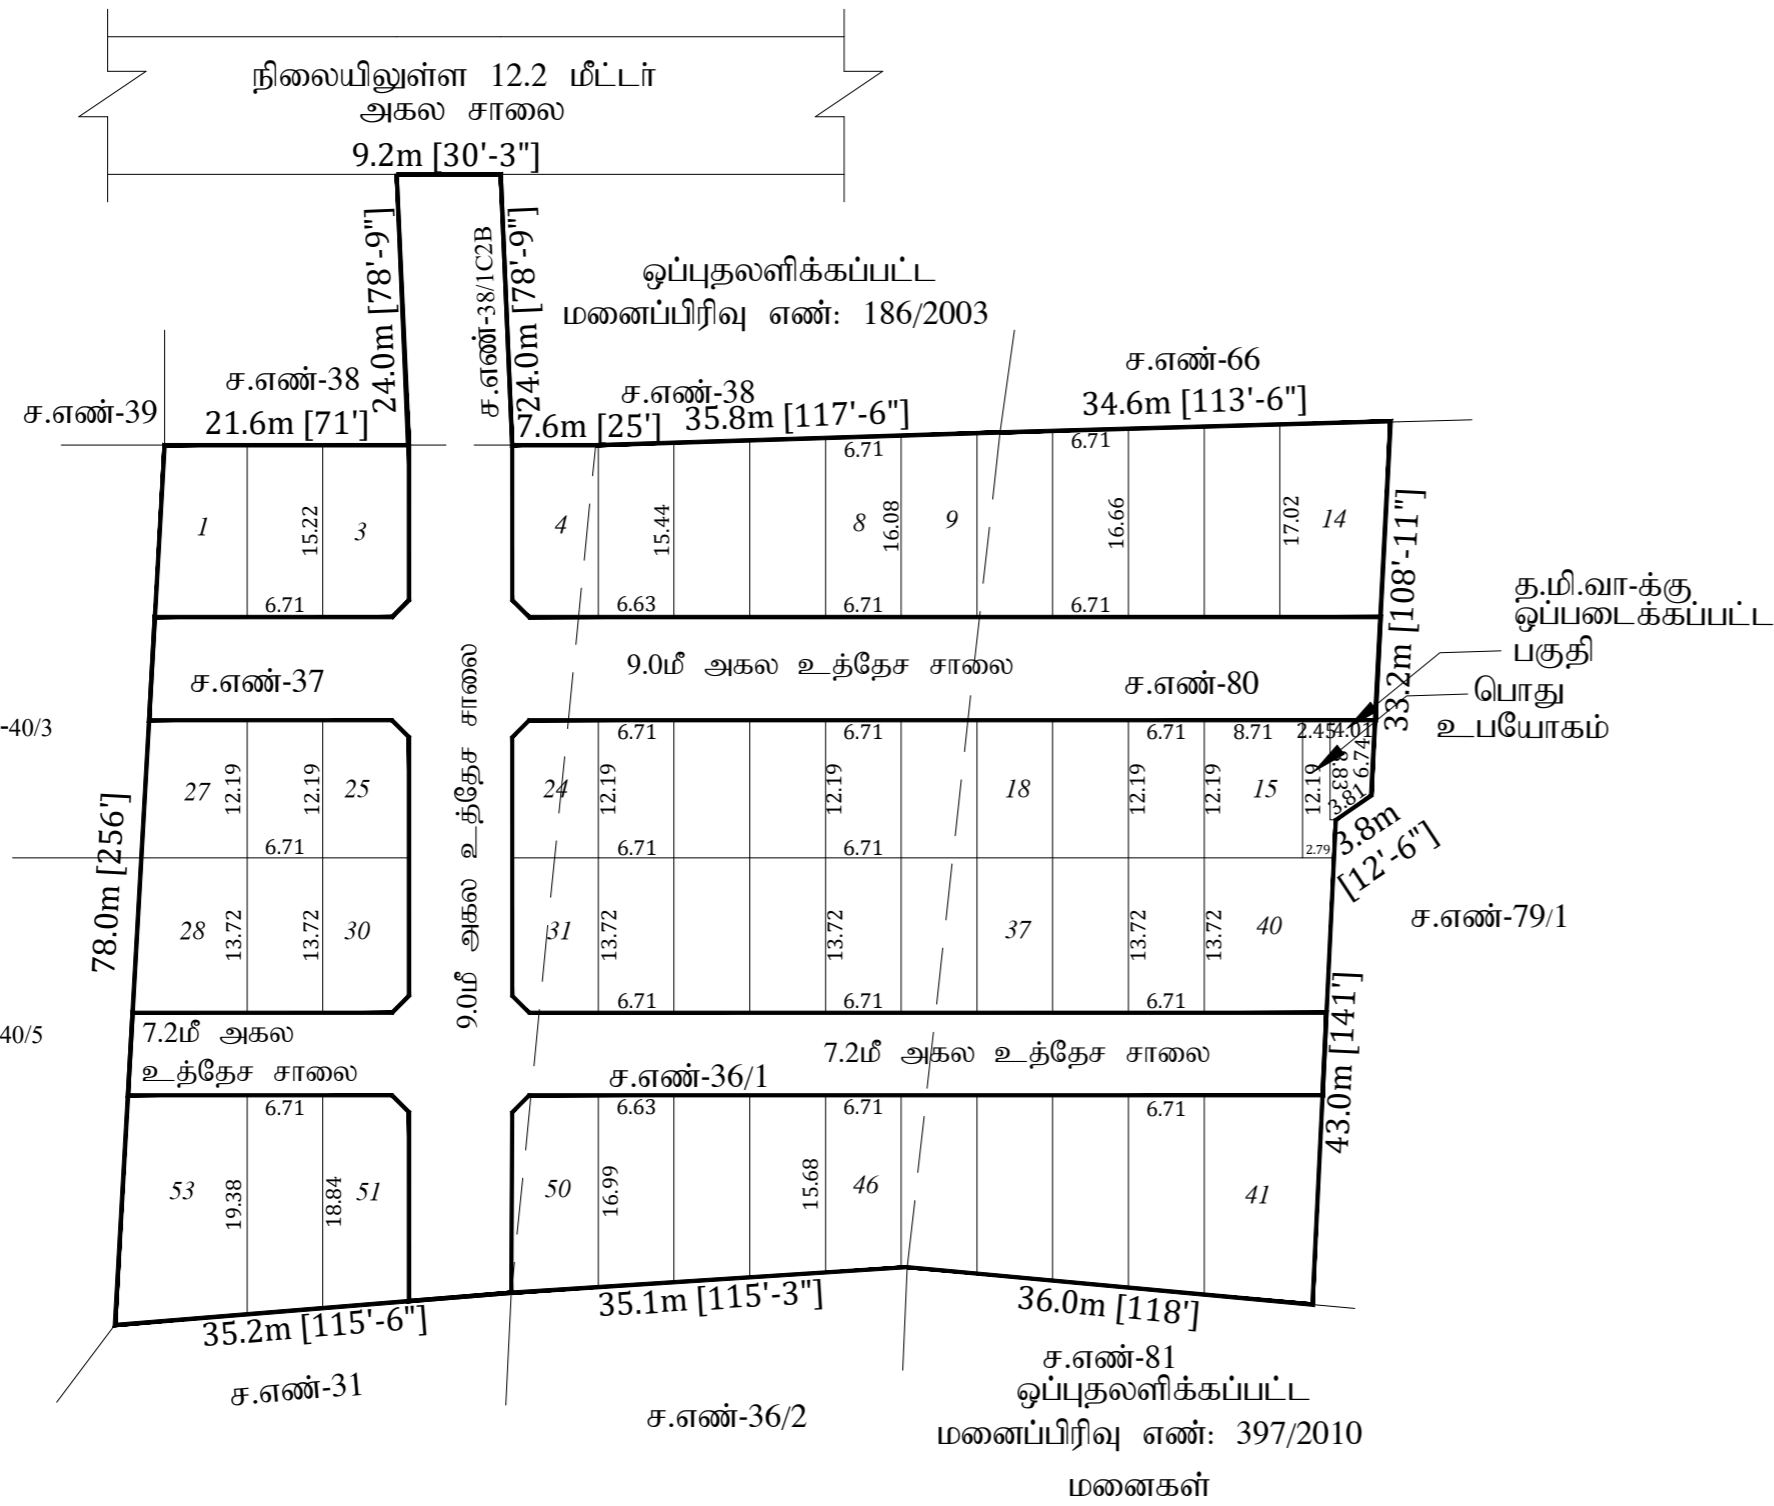 நிலையிலுள்ள 12.2 மீட்டர்
அகல சாலை
9.2m [30'-3"]
24.0m [78'-9"]
ச.எண்-38/1C2B
24.0m [78'-9"]
ஒப்புதலளிக்கப்பட்ட
மனைப்பிரிவு எண்: 186/2003
ச.எண்-39
ச.எண்-38
21.6m [71']
ச.எண்-38
7.6m [25']
35.8m [117'-6"]
ச.எண்-66
34.6m [113'-6"]
6.71
6.71
1
15.22
3
4
15.44
8
16.08
9
16.66
17.02
14
6.71
6.63
6.71
6.71
33.2m [108'-11"]
த.மி.வா-க்கு
ஒப்படைக்கப்பட்ட
பகுதி
பொது
உபயோகம்
9.0மீ அகல உத்தேச சாலை
9.0மீ அகல உத்தேச சாலை
ச.எண்-37
ச.எண்-80
-40/3
6.71
6.71
6.71
8.71
2.45
4.01
27
12.19
12.19
25
24
12.19
12.19
18
12.19
12.19
15
12.19
8.83
6.74
3.81
6.71
6.71
6.71
2.79
3.8m
[12'-6"]
78.0m [256']
28
13.72
13.72
30
31
13.72
13.72
37
13.72
13.72
40
ச.எண்-79/1
6.71
6.71
6.71
40/5
7.2மீ அகல
உத்தேச சாலை
7.2மீ அகல உத்தேச சாலை
ச.எண்-36/1
43.0m [141']
6.71
6.63
6.71
6.71
53
19.38
18.84
51
50
16.99
15.68
46
41
35.2m [115'-6"]
35.1m [115'-3"]
36.0m [118']
ச.எண்-31
ச.எண்-36/2
ச.எண்-81
ஒப்புதலளிக்கப்பட்ட
மனைப்பிரிவு எண்: 397/2010
மனைகள்